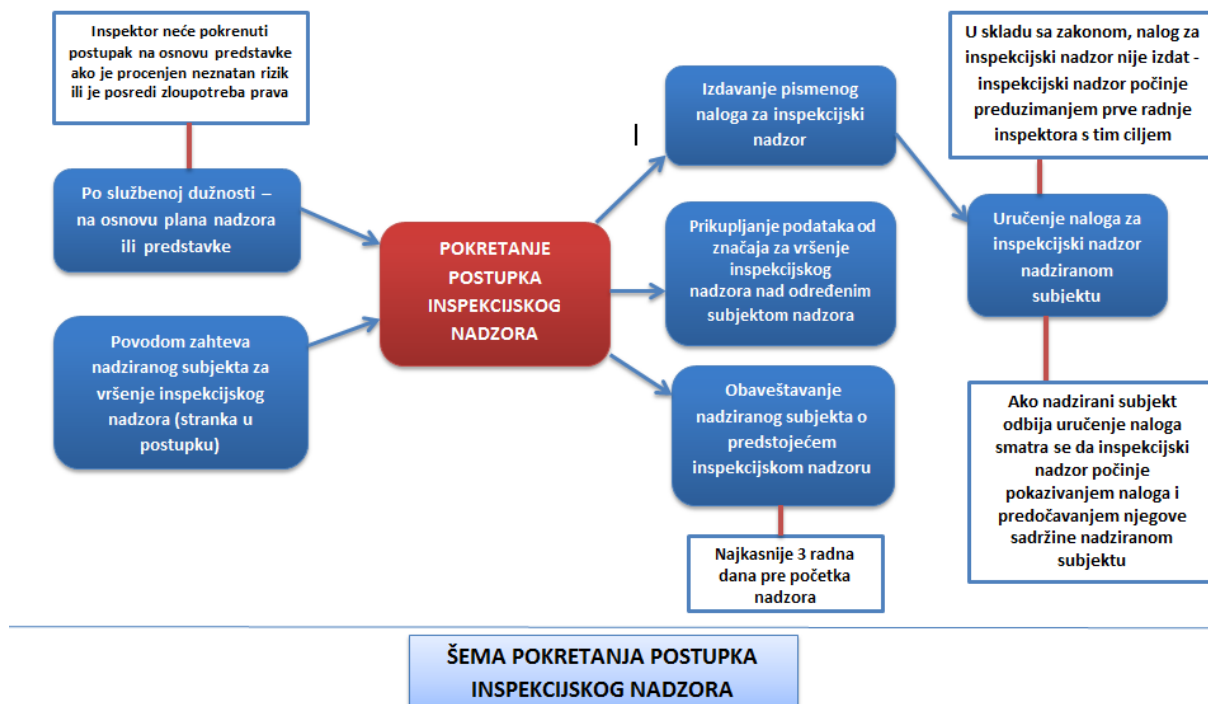 Inspektor neće pokrenuti
postupak na osnovu predstavke
ako je procenjen neznatan rizik
ili je posredi zloupotreba prava
Po službenoj dužnosti –
na osnovu plana nadzora
ili predstavke
Povodom zahteva
nadziranog subjekta za
vršenje inspekcijskog
nadzora (stranka u
postupku)
POKRETANJE
POSTUPKA
INSPEKCIJSKOG
NADZORA
Izdavanje pismenog
naloga za inspekcijski
nadzor
Prikupljanje podataka od
značaja za vršenje
inspekcijskog
nadzora nad određenim
subjektom nadzora
Obaveštavanje
nadziranog subjekta o
predstojećem
inspekcijskom nadzoru
Najkasnije 3 radna
dana pre početka
nadzora
U skladu sa zakonom, nalog za
inspekcijski nadzor nije izdat -
inspekcijski nadzor počinje
preduzimanjem prve radnje
inspektora s tim ciljem
Uručenje naloga za
inspekcijski nadzor
nadziranom
subjektu
Ako nadzirani subjekt
odbija uručenje naloga
smatra se da inspekcijski
nadzor počinje
pokazivanjem naloga i
predočavanjem njegove
sadržine nadziranom
subjektu
ŠEMA POKRETANJA POSTUPKA
INSPEKCIJSKOG NADZORA